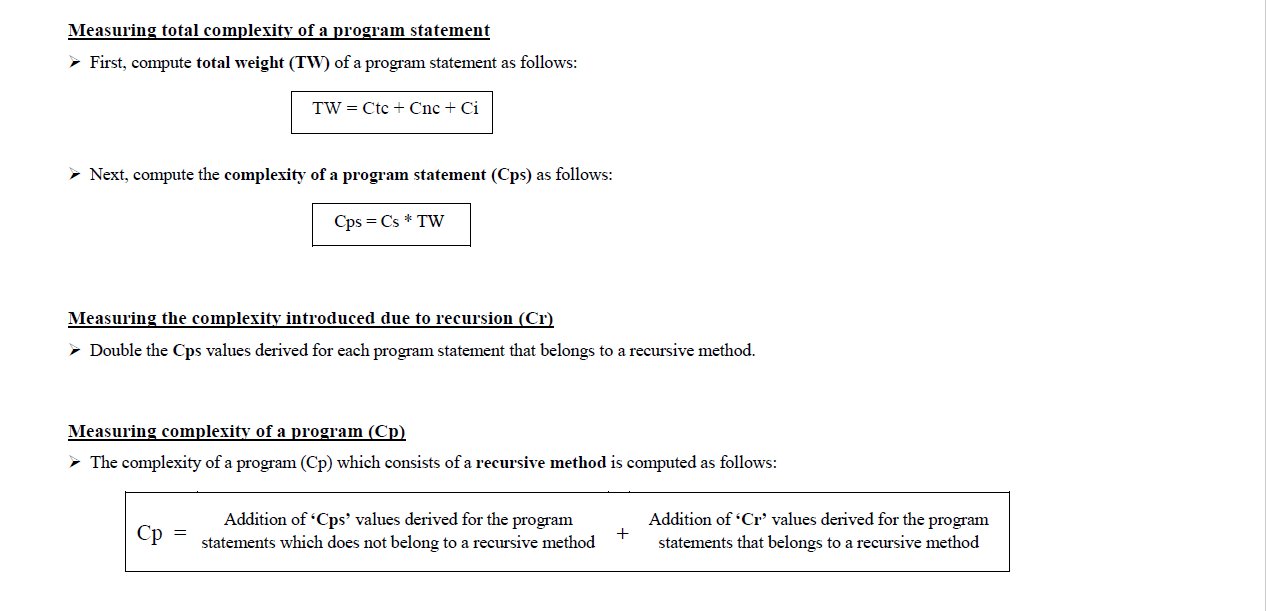 Measuring total complexity of a program statement
➢ First, compute total weight (TW) of a program statement as follows:
TW = Ctc + Cnc + Ci
➢ Next, compute the complexity of a program statement (Cps) as follows:
Cps = Cs * TW
Measuring the complexity introduced due to recursion (Cr)
➢ Double the Cps values derived for each program statement that belongs to a recursive method.
Measuring complexity of a program (Cp)
➢ The complexity of a program (Cp) which consists of a recursive method is computed as follows:
Cp =
Addition of ‘Cps’ values derived for the program
statements which does not belong to a recursive method
+
Addition of ‘Cr’ values derived for the program
statements that belongs to a recursive method